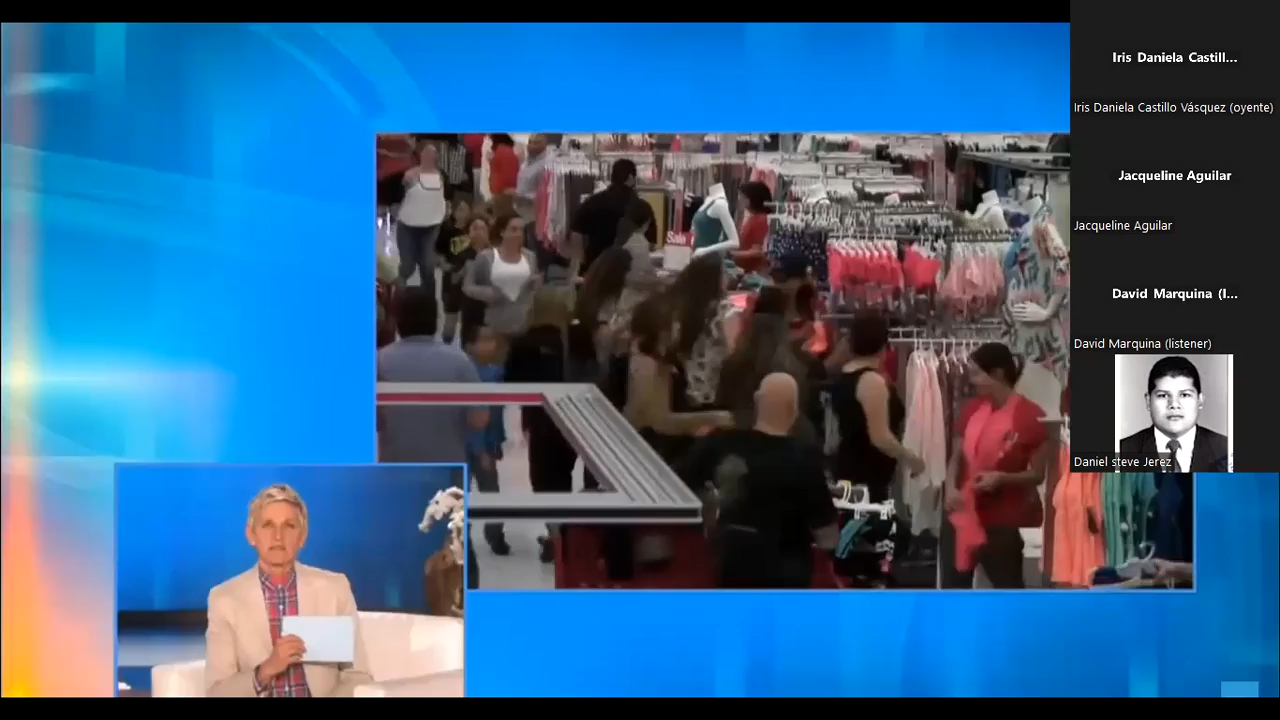 Iris Daniela Castill...
Iris Daniela Castillo Vásquez (oyente)
Jacqueline Aguilar
Jacqueline Aguilar
David Marquina (l...
David Marquina (listener)
Daniel steve Jerez
Sale